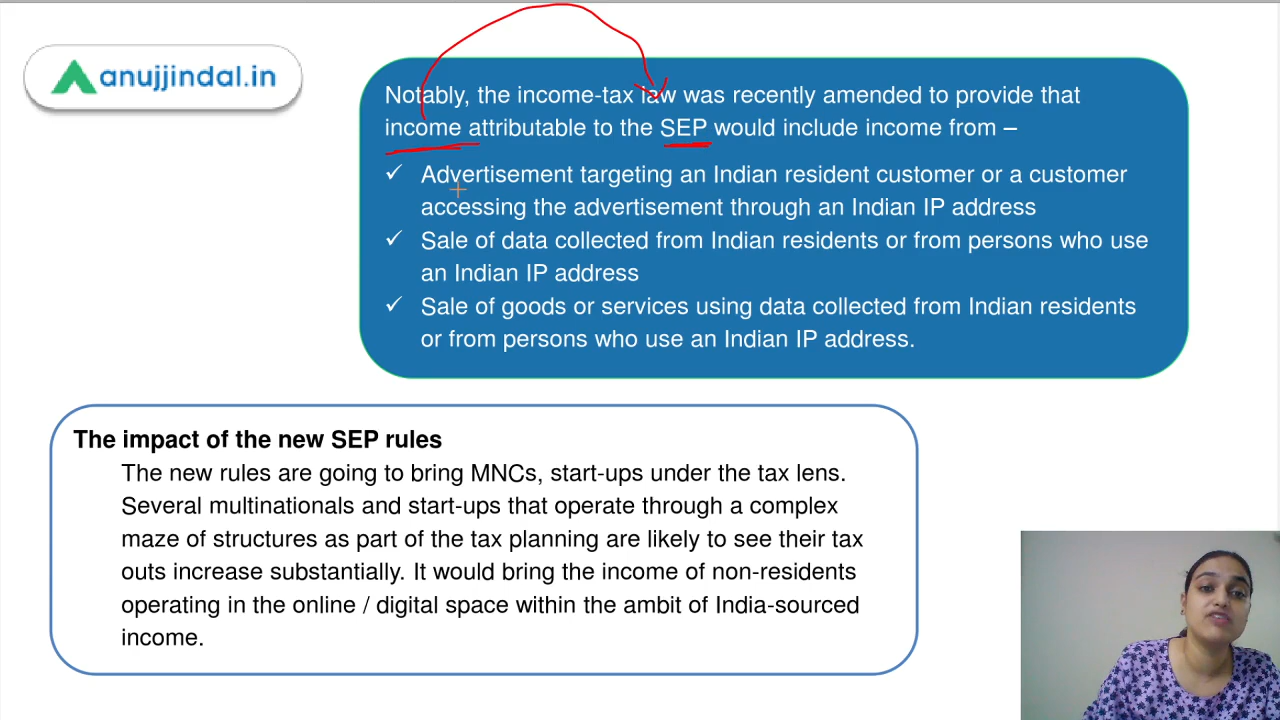 anujjindal.in
Notably, the income-tax law was recently amended to provide that
income attributable to the SEP would include income from –
✓ Advertisement targeting an Indian resident customer or a customer
accessing the advertisement through an Indian IP address
✓ Sale of data collected from Indian residents or from persons who use
an Indian IP address
✓ Sale of goods or services using data collected from Indian residents
or from persons who use an Indian IP address.
The impact of the new SEP rules
The new rules are going to bring MNCs, start-ups under the tax lens.
Several multinationals and start-ups that operate through a complex
maze of structures as part of the tax planning are likely to see their tax
outs increase substantially. It would bring the income of non-residents
operating in the online / digital space within the ambit of India-sourced
income.